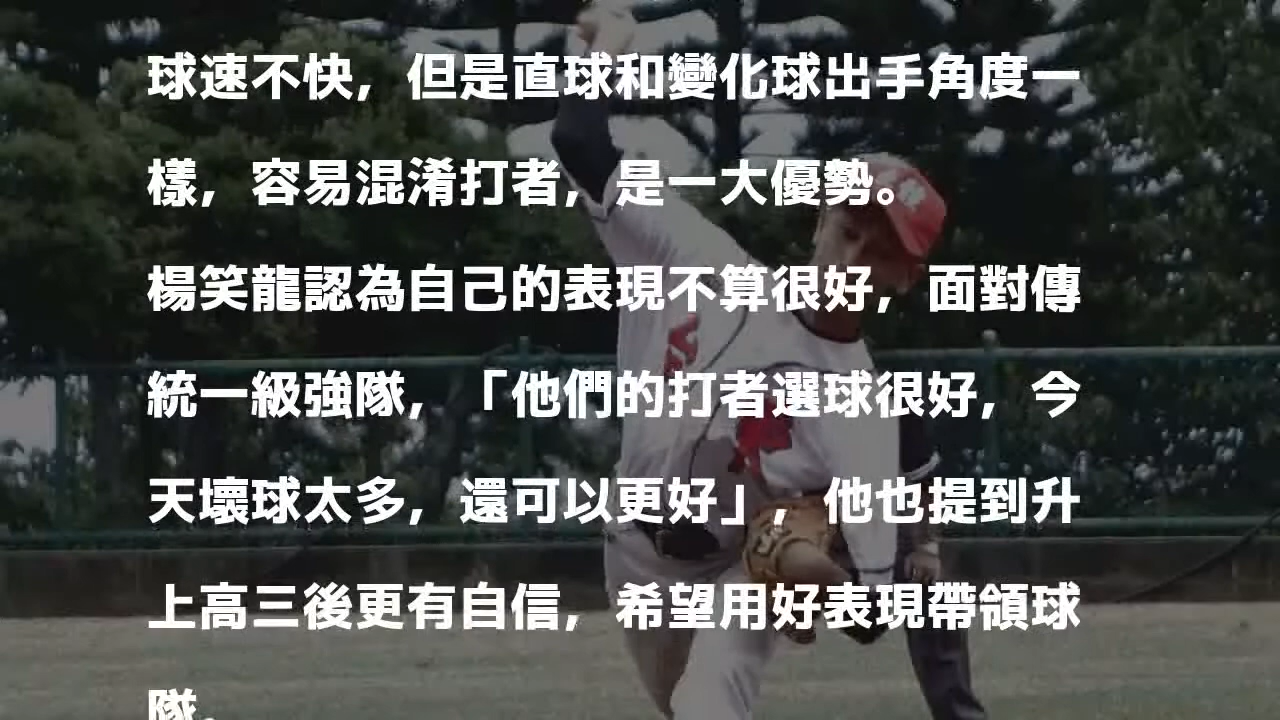 球速不快，但是直球和變化球出手角度一
樣，容易混淆打者，是一大優勢。
楊笑龍認為自己的表現不算很好，面對傳
統一級強隊，「他們的打者選球很好，今
天壞球太多，還可以更好」，他也提到升
上高三後更有自信，希望用好表現帶領球
隊。